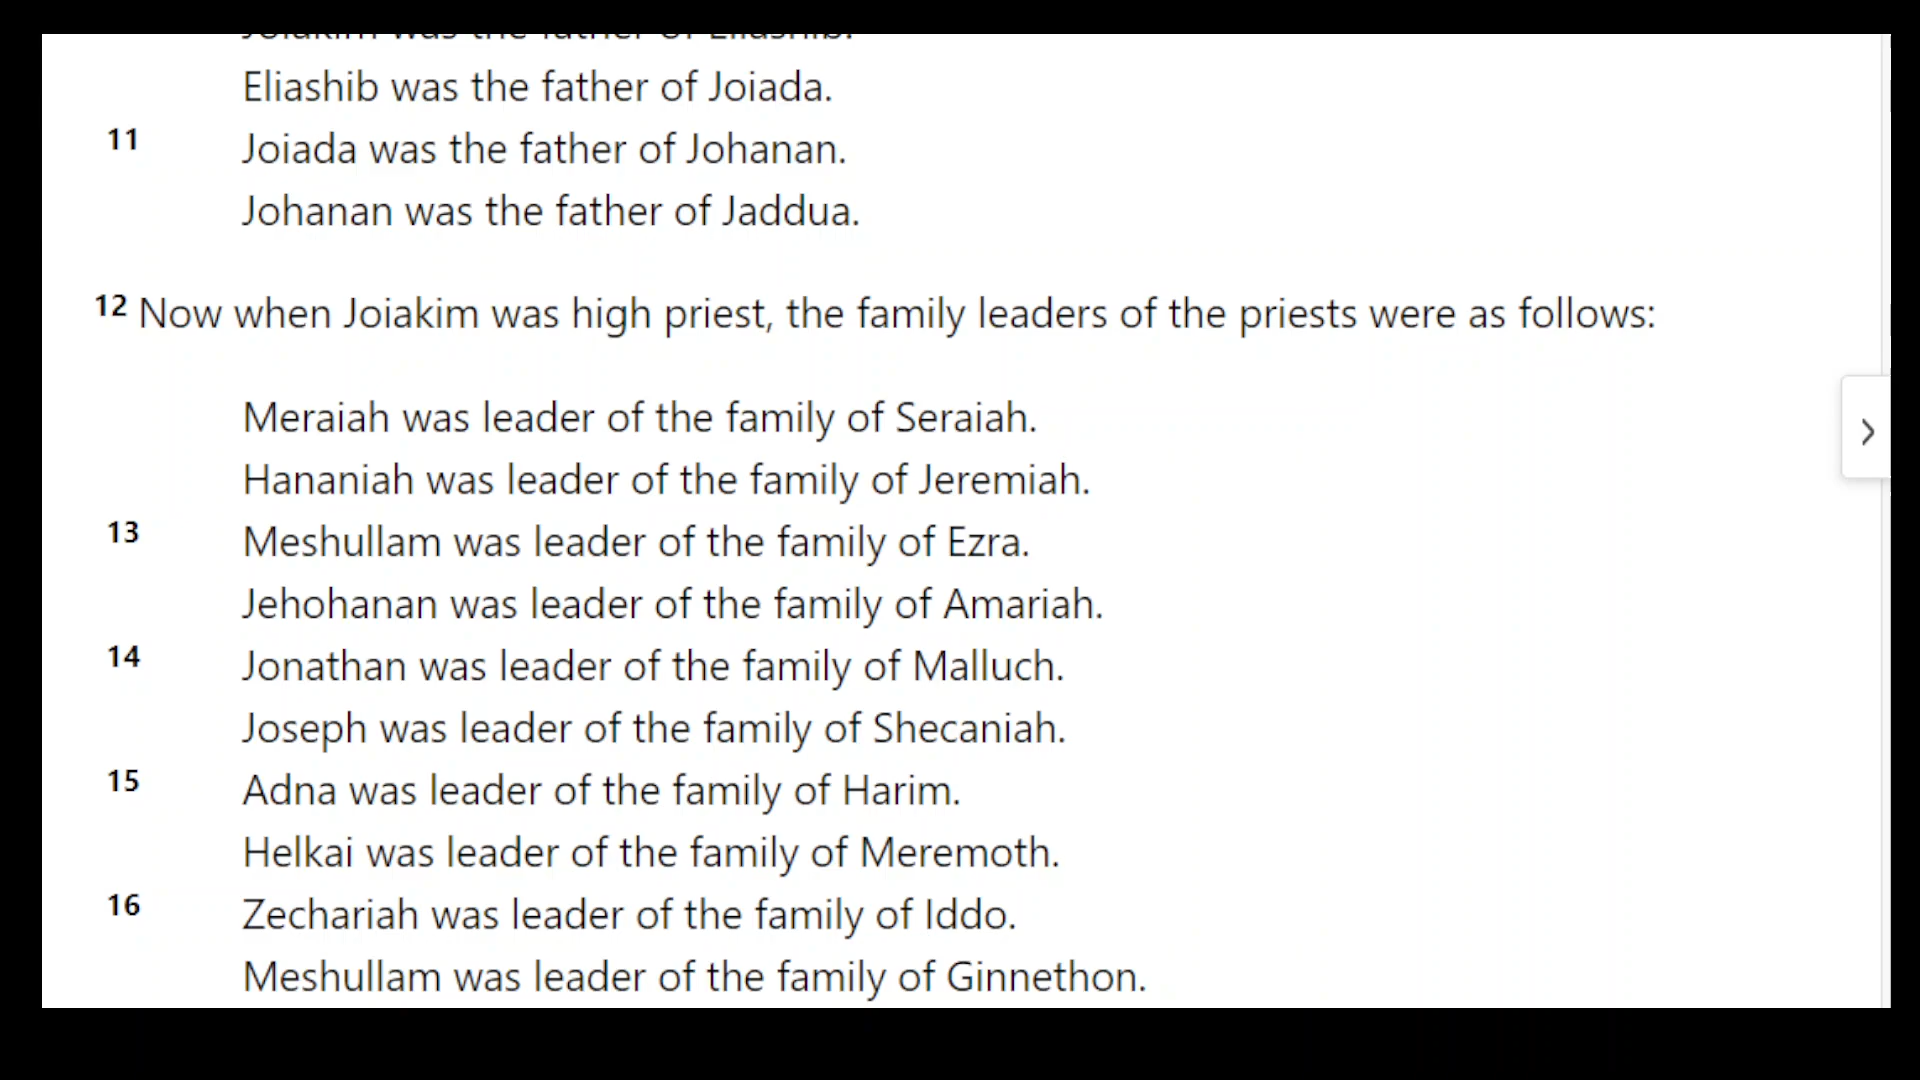 Joiakim was the father of Eliashib.
Eliashib was the father of Joiada.
11 Joiada was the father of Johanan.
Johanan was the father of Jaddua.
12 Now when Joiakim was high priest, the family leaders of the priests were as follows:
Meraiah was leader of the family of Seraiah.
Hananiah was leader of the family of Jeremiah.
13 Meshullam was leader of the family of Ezra.
Jehohanan was leader of the family of Amariah.
14 Jonathan was leader of the family of Malluch.
Joseph was leader of the family of Shecaniah.
15 Adna was leader of the family of Harim.
Helkai was leader of the family of Meremoth.
16 Zechariah was leader of the family of Iddo.
Meshullam was leader of the family of Ginnethon.